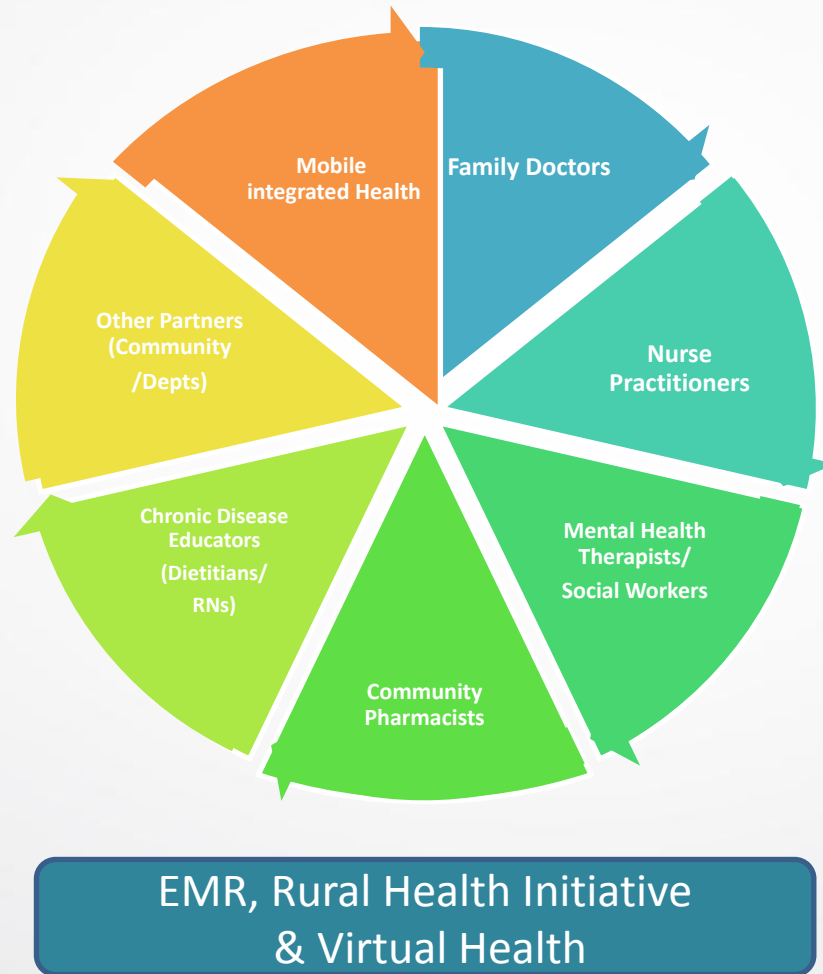 Mobile
integrated Health
Family Doctors
Nurse
Practitioners
Mental Health
Therapists/
Social Workers
Community
Pharmacists
Chronic Disease
Educators
(Dietitians/
RNs)
Other Partners
(Community
/Depts)
EMR, Rural Health Initiative
& Virtual Health